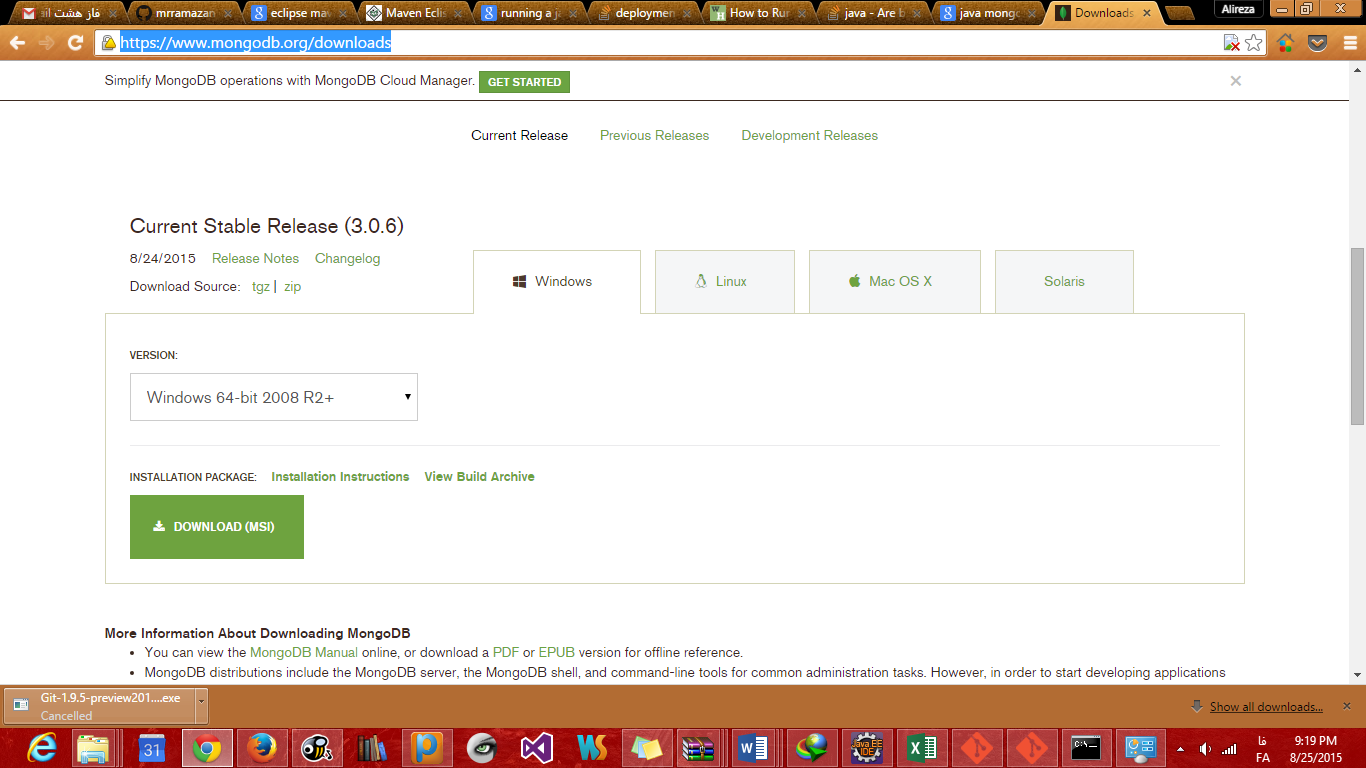 فاز هشت ail
mrramazan
eclipse mav
Maven Eclis
running a ja
deploymen
How to Run
java - Are b
java mongo
Downloads
Alireza
https://www.mongodb.org/downloads
Simplify MongoDB operations with MongoDB Cloud Manager. GET STARTED
Current Release Previous Releases Development Releases
Current Stable Release (3.0.6)
8/24/2015 Release Notes Changelog
Download Source: tgz | zip
Windows Linux Mac OS X Solaris
VERSION:
Windows 64-bit 2008 R2+
INSTALLATION PACKAGE: Installation Instructions View Build Archive
DOWNLOAD (MSI)
More Information About Downloading MongoDB
• You can view the MongoDB Manual online, or download a PDF or EPUB version for offline reference.
• MongoDB distributions include the MongoDB server, the MongoDB shell, and command-line tools for common administration tasks. However, in order to start developing applications
Git-1.9.5-preview201....exe
Cancelled
Show all downloads...
31
Java EE
IDE
فا
FA
9:19 PM
8/25/2015